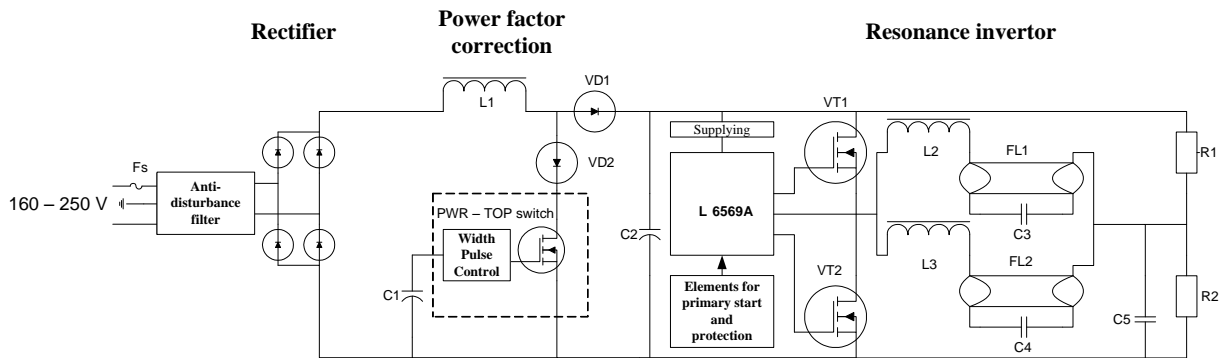 Rectifier
Power factor
correction
Resonance invertor
L1
VD1
VD2
VT1
Supplying
L2
FL1
R1
Fs
160 – 250 V
Anti-
disturbance
filter
PWR – TOP switch
Width
Pulse
Control
C1
C2
L 6569A
C3
L3
FL2
VT2
Elements for
primary start
and
protection
C4
C5
R2